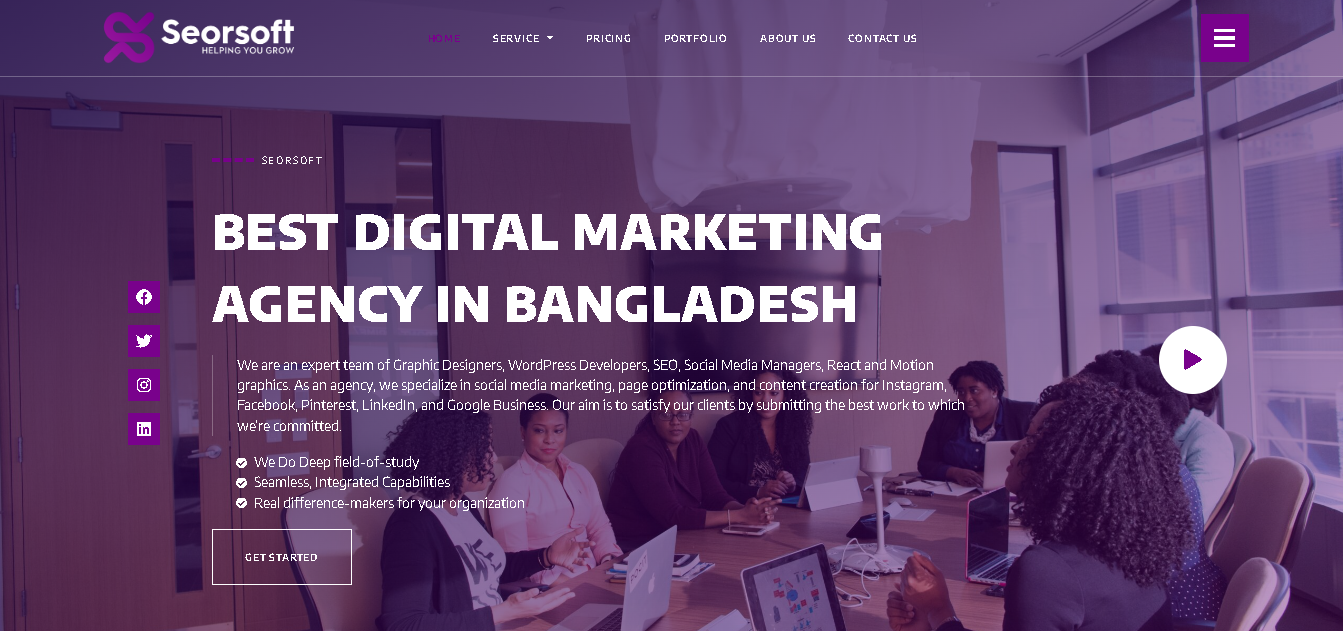 Seorsoft
HELPING YOU GROW
HOME
SERVICE
PRICING
PORTFOLIO
ABOUT US
CONTACT US
SEORSOFT
BEST DIGITAL MARKETING
AGENCY IN BANGLADESH
We are an expert team of Graphic Designers, WordPress Developers, SEO, Social Media Managers, React and Motion
graphics. As an agency, we specialize in social media marketing, page optimization, and content creation for Instagram,
Facebook, Pinterest, LinkedIn, and Google Business. Our aim is to satisfy our clients by submitting the best work to which
we're committed.
We Do Deep field-of-study
Seamless, Integrated Capabilities
Real difference-makers for your organization
GET STARTED